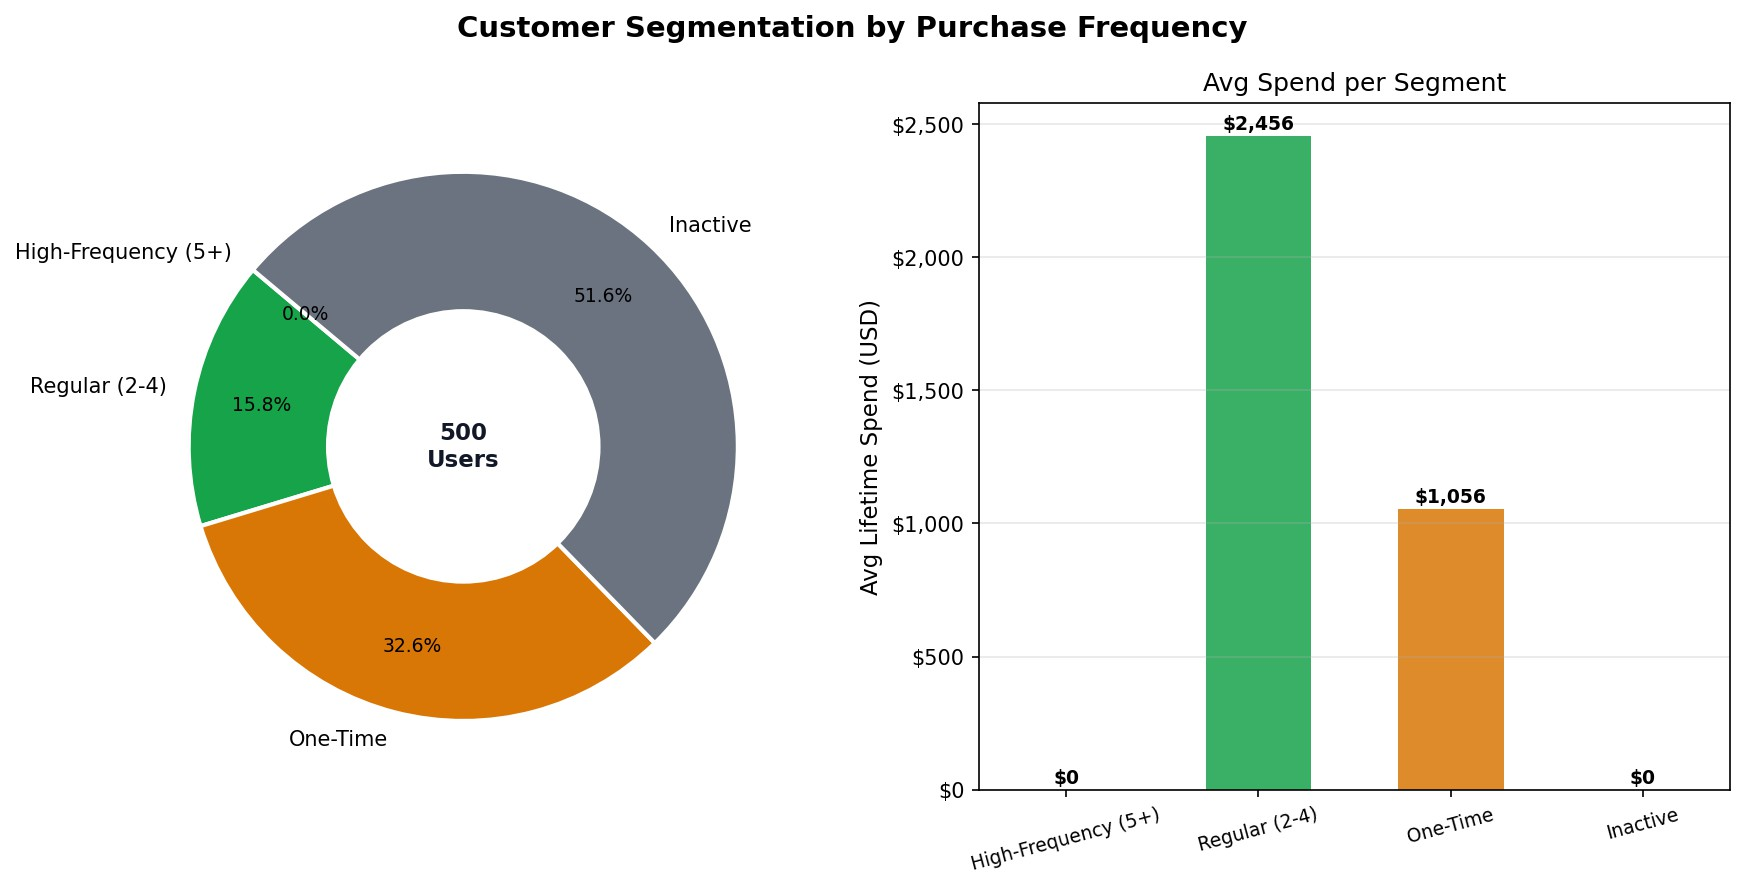 Customer Segmentation by Purchase Frequency
Inactive
High-Frequency (5+)
51.6%
0.0%
Regular (2-4)
15.8%
500
Users
32.6%
One-Time
Avg Spend per Segment
Avg Lifetime Spend (USD)
$2,500
$2,000
$1,500
$1,000
$500
$0
$0
$2,456
$1,056
$0
High-Frequency (5+)
Regular (2-4)
One-Time
Inactive